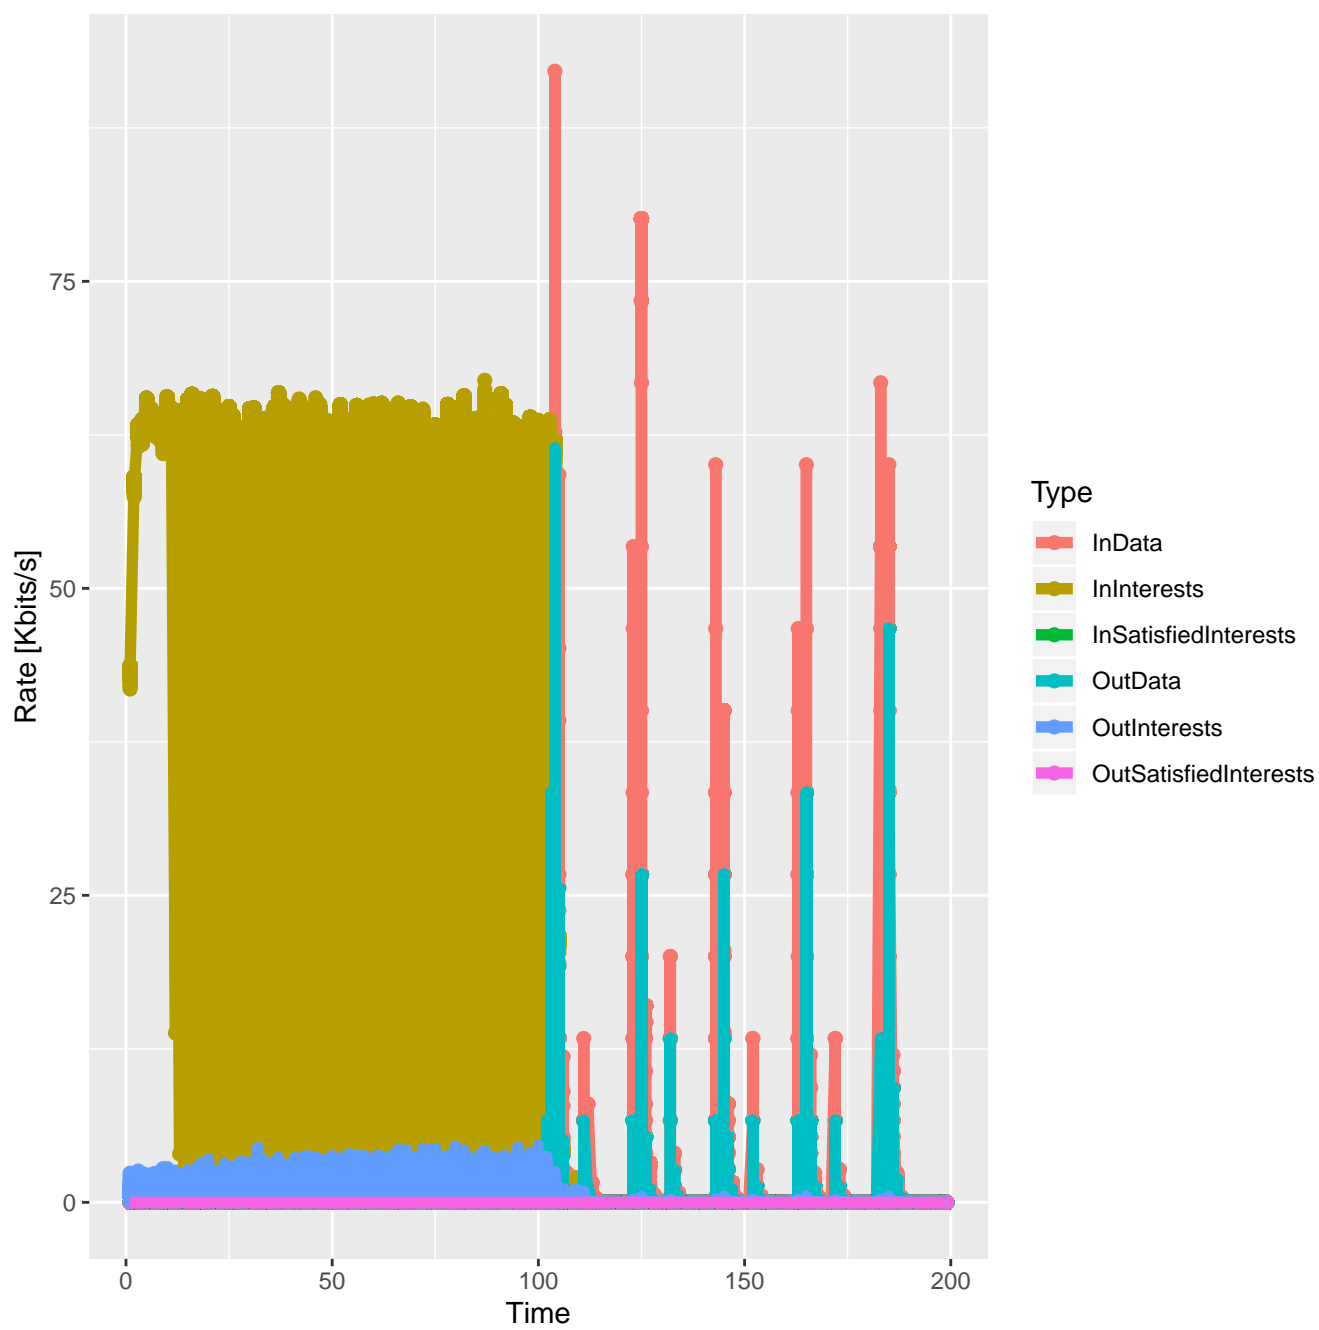 75
50
25
0
0 50 100 150 200
Time
Rate [Kbits/s]
Type
InData
InInterests
InSatisfiedInterests
OutData
OutInterests
OutSatisfiedInterests